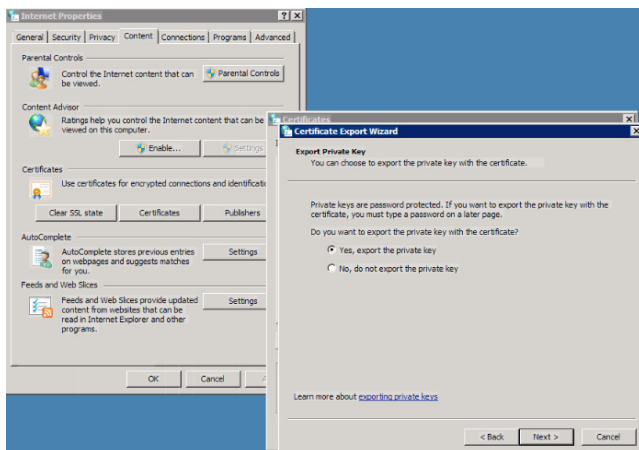 Internet Properties
General Security Privacy Content Connections Programs Advanced
Parental Controls
Control the Internet content that can
be viewed.
Parental Controls
Content Advisor
Ratings help you control the Internet content that can be
viewed on this computer.
Enable...
Settings
Certificates
Use certificates for encrypted connections and identificatio
Clear SSL state
Certificates
Publishers
AutoComplete
AutoComplete stores previous entries
on webpages and suggests matches
for you.
Settings
Feeds and Web Slices
Feeds and Web Slices provide updated
content from websites that can be
read in Internet Explorer and other
programs.
Settings
OK
Cancel
Certificates
Certificate Export Wizard
Export Private Key
You can choose to export the private key with the certificate.
Private keys are password protected. If you want to export the private key with the
certificate, you must type a password on a later page.
Do you want to export the private key with the certificate?
Yes, export the private key
No, do not export the private key
Learn more about exporting private keys
< Back
Next >
Cancel